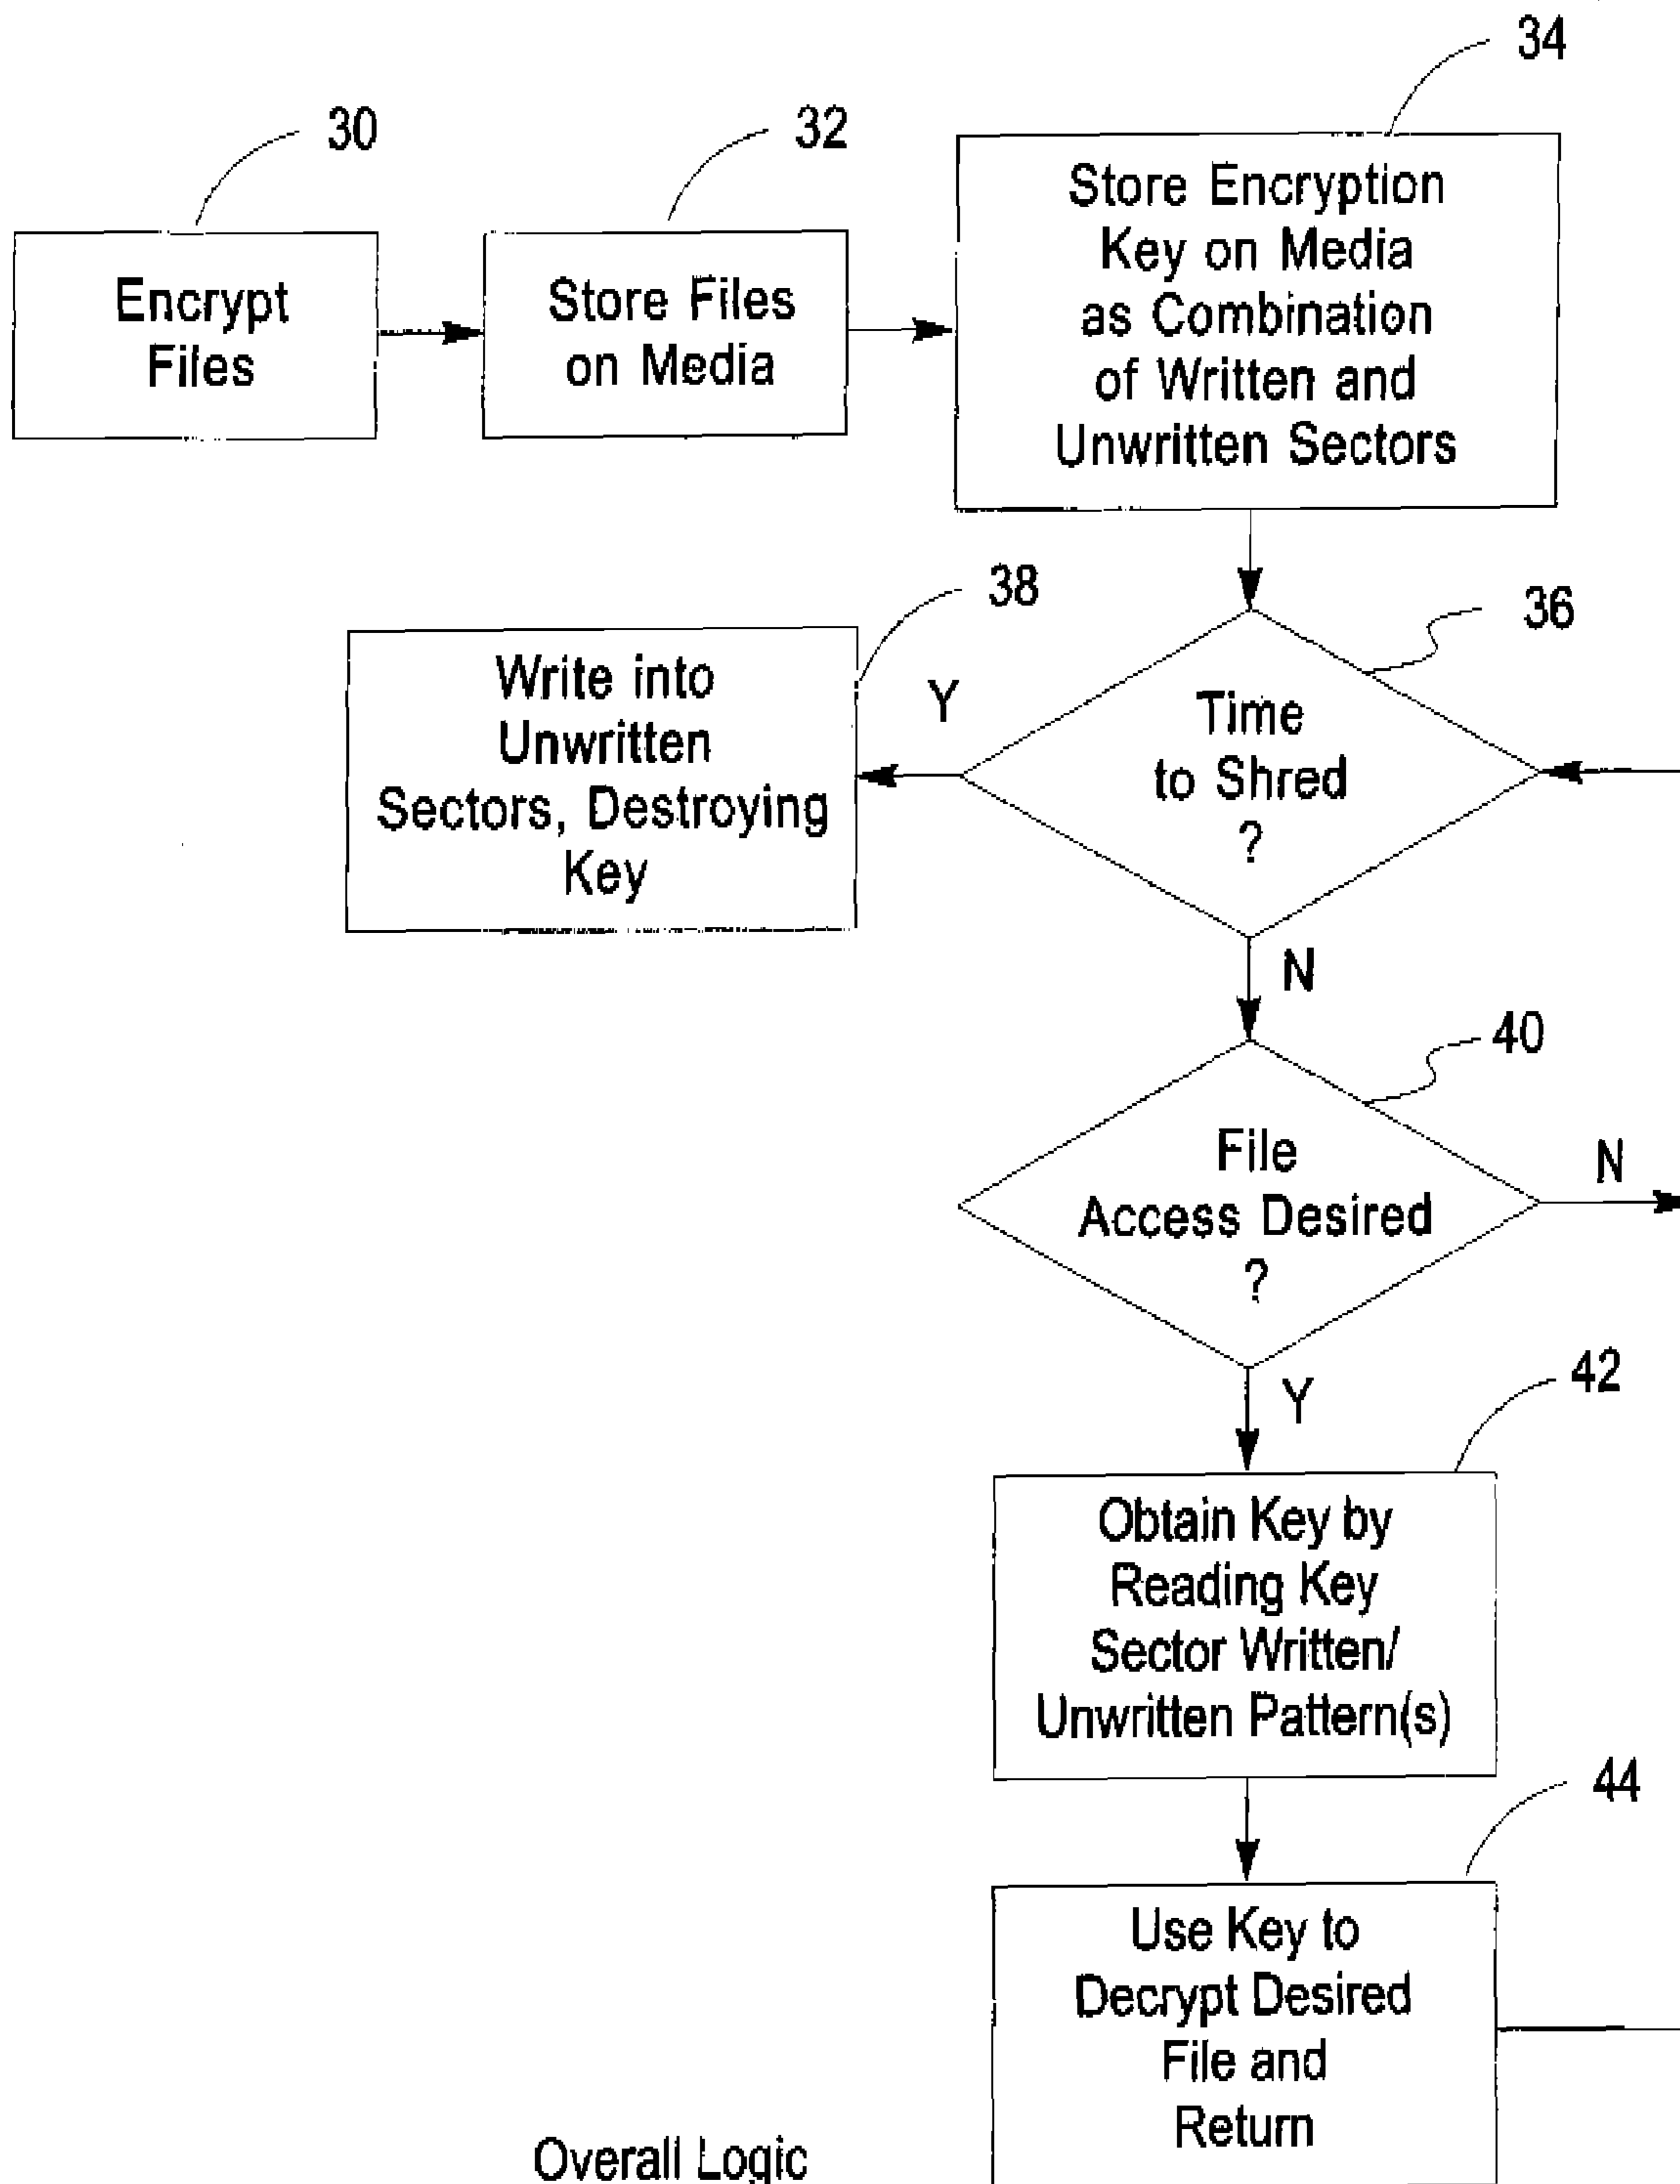 34
30
32
Encrypt
Files
Store Files
on Media
Store Encryption
Key on Media
as Combination
of Written and
Unwritten Sectors
38
36
Write into
Unwritten
Sectors, Destroying
Key
Y
Time
to Shred
?
N
40
File
Access Desired
?
N
Y
42
Obtain Key by
Reading Key
Sector Written/
Unwritten Pattern(s)
44
Use Key to
Decrypt Desired
File and
Return
Overall Logic